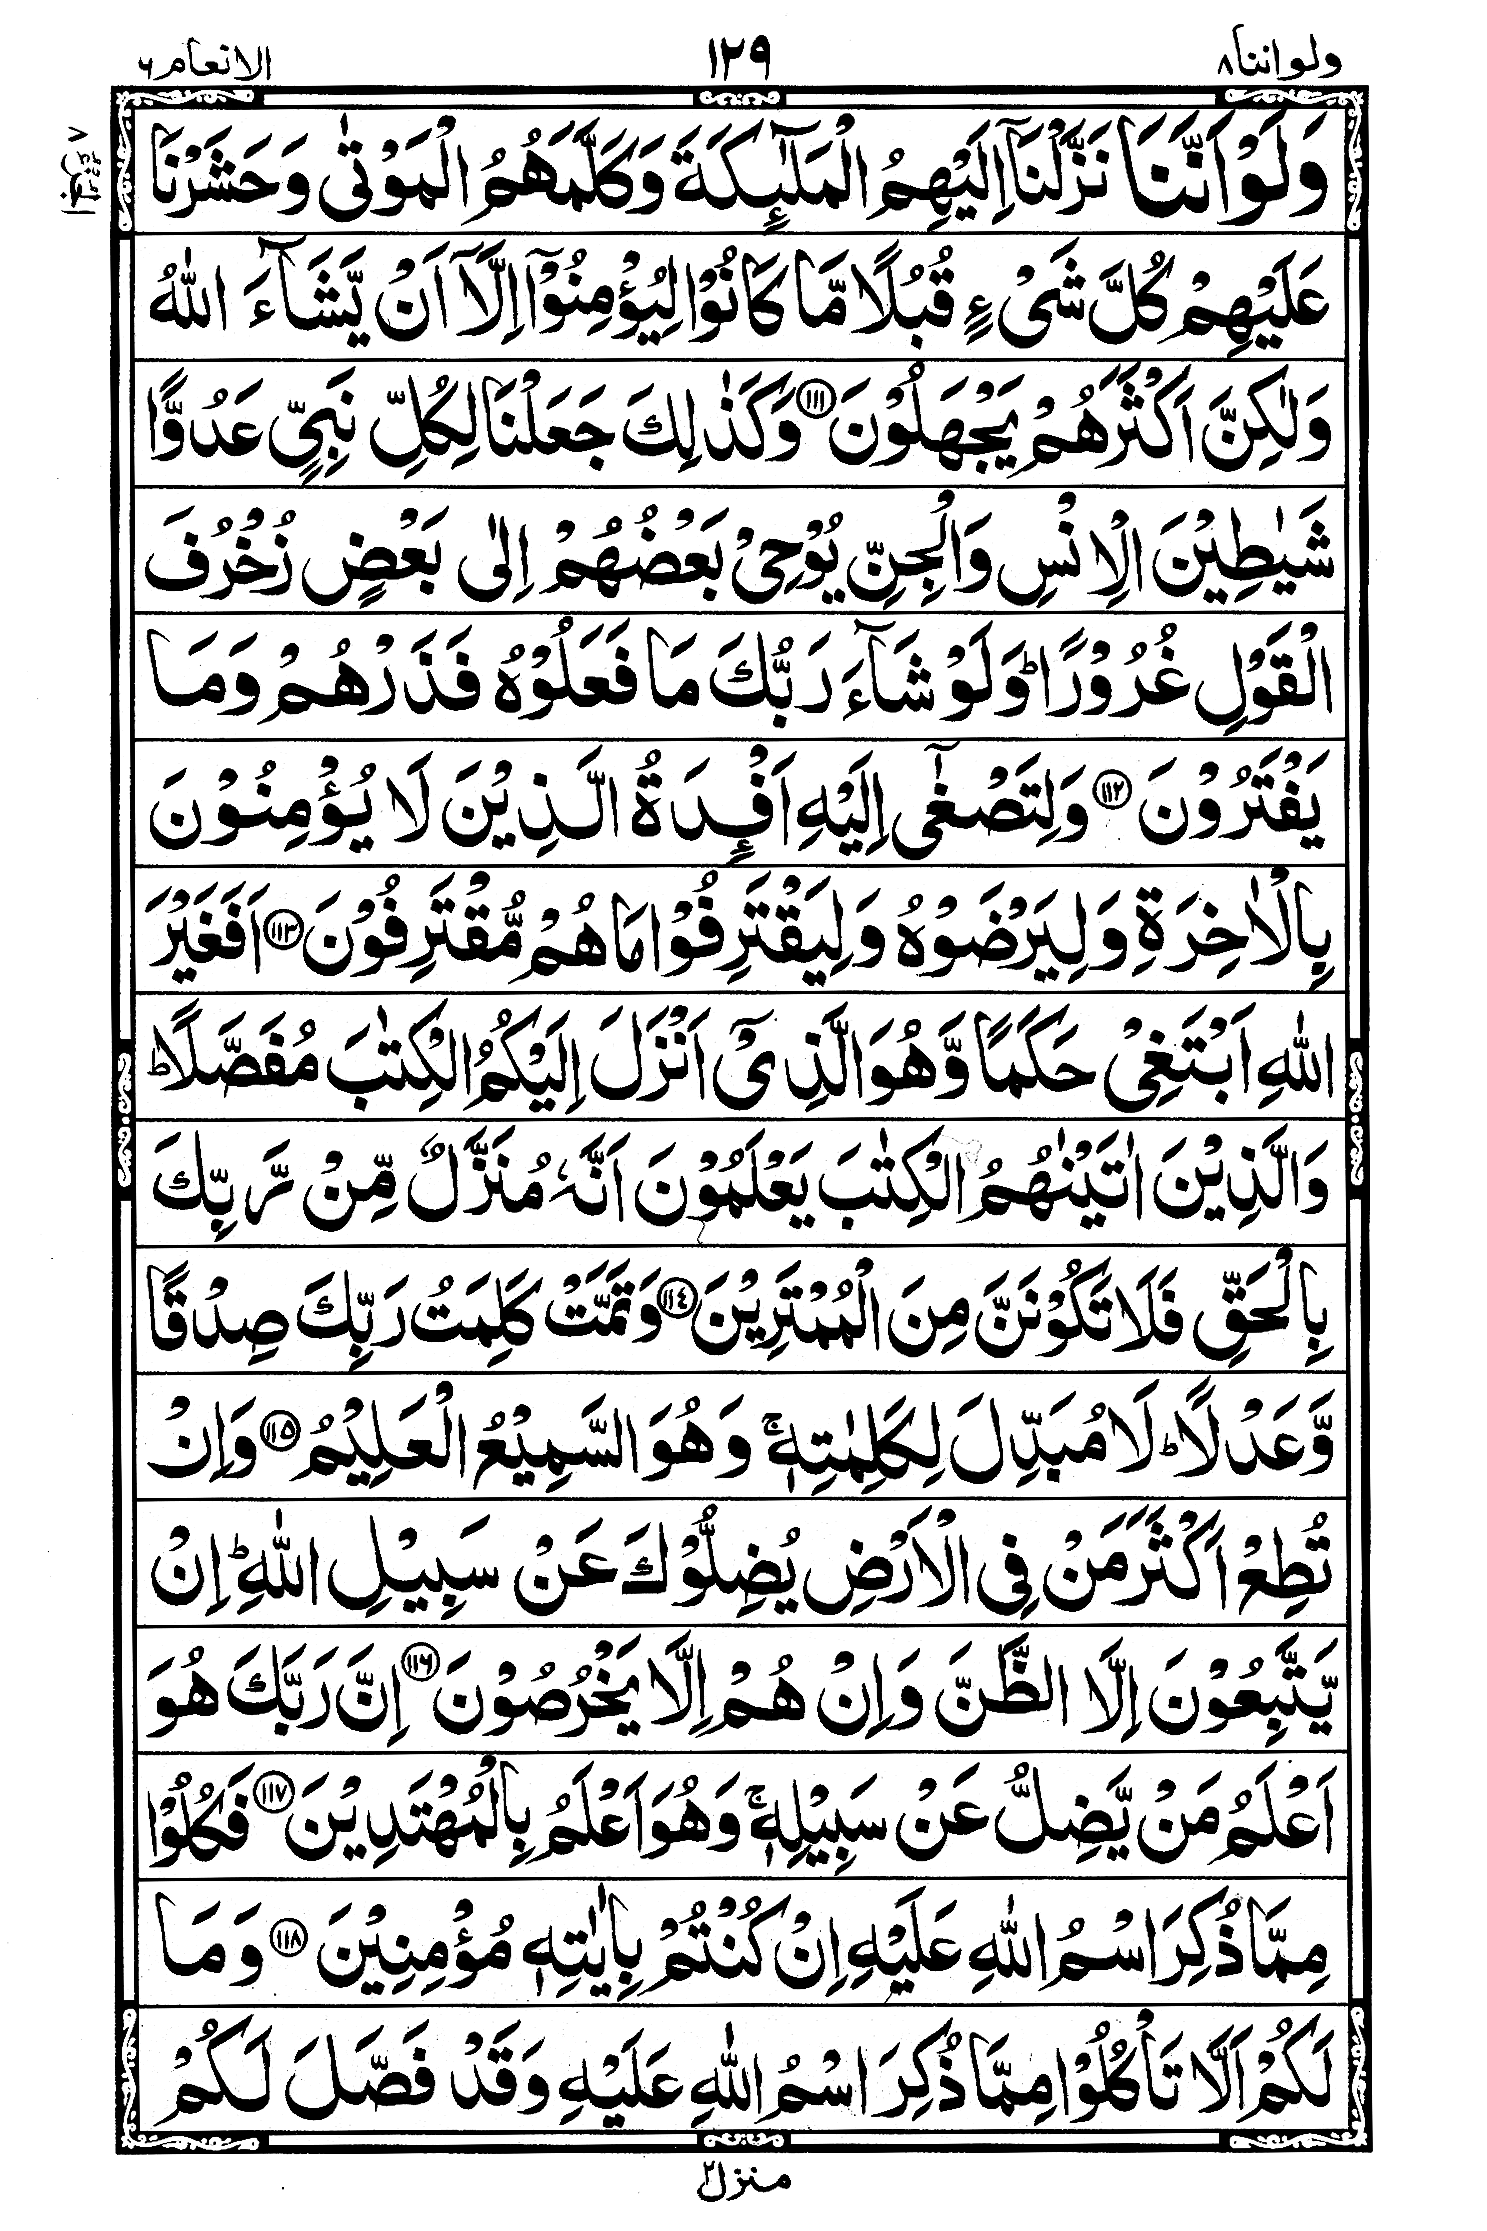 ولواننا ٨
١٢٩
الانعام ٦
وَلَوْ اَنَّنَا نَزَّلْنَاۤ اِلَیْهِمُ الْمَلٰٓىِٕكَةَ وَكَلَّمَهُمُ الْمَوْتٰى وَحَشَرْنَا
عَلَیْهِمْ كُلَّ شَیْءٍ قُبُلًا مَّا كَانُوْا لِیُؤْمِنُوْۤا اِلَّاۤ اَنْ یَّشَآءَ اللّٰهُ
وَلٰكِنَّ اَكْثَرَهُمْ یَجْهَلُوْنَ ١١١ وَكَذٰلِكَ جَعَلْنَا لِكُلِّ نَبِیٍّ عَدُوًّا
شَیٰطِیْنَ الْاِنْسِ وَالْجِنِّ یُوْحِیْ بَعْضُهُمْ اِلٰى بَعْضٍ زُخْرُفَ
الْقَوْلِ غُرُوْرًاؕ وَلَوْ شَآءَ رَبُّكَ مَا فَعَلُوْهُ فَذَرْهُمْ وَمَا
یَفْتَرُوْنَ ١١٢ وَلِتَصْغٰۤى اِلَیْهِ اَفْـِٕدَةُ الَّذِیْنَ لَا یُؤْمِنُوْنَ
بِالْاٰخِرَةِ وَلِیَرْضَوْهُ وَلِیَقْتَرِفُوْا مَا هُمْ مُّقْتَرِفُوْنَ ١١٣ اَفَغَیْرَ
اللّٰهِ اَبْتَغِیْ حَكَمًا وَّهُوَ الَّذِیْۤ اَنْزَلَ اِلَیْكُمُ الْكِتٰبَ مُفَصَّلًاؕ
وَالَّذِیْنَ اٰتَیْنٰهُمُ الْكِتٰبَ یَعْلَمُوْنَ اَنَّهٗ مُنَزَّلٌ مِّنْ رَّبِّكَ
بِالْحَقِّ فَلَا تَكُوْنَنَّ مِنَ الْمُمْتَرِیْنَ ١١٤ وَتَمَّتْ كَلِمَتُ رَبِّكَ صِدْقًا
وَّعَدْلًاؕ لَا مُبَدِّلَ لِكَلِمٰتِهٖۚ وَهُوَ السَّمِیْعُ الْعَلِیْمُ ١١٥ وَاِنْ
تُطِعْ اَكْثَرَ مَنْ فِی الْاَرْضِ یُضِلُّوْكَ عَنْ سَبِیْلِ اللّٰهِؕ اِنْ
یَّتَّبِعُوْنَ اِلَّا الظَّنَّ وَاِنْ هُمْ اِلَّا یَخْرُصُوْنَ ١١٦ اِنَّ رَبَّكَ هُوَ
اَعْلَمُ مَنْ یَّضِلُّ عَنْ سَبِیْلِهٖۚ وَهُوَ اَعْلَمُ بِالْمُهْتَدِیْنَ ١١٧ فَكُلُوْا
مِمَّا ذُكِرَ اسْمُ اللّٰهِ عَلَیْهِ اِنْ كُنْتُمْ بِاٰیٰتِهٖ مُؤْمِنِیْنَ ١١٨ وَمَا
لَكُمْ اَلَّا تَاْكُلُوْا مِمَّا ذُكِرَ اسْمُ اللّٰهِ عَلَیْهِ وَقَدْ فَصَّلَ لَكُمْ
منزل ٢